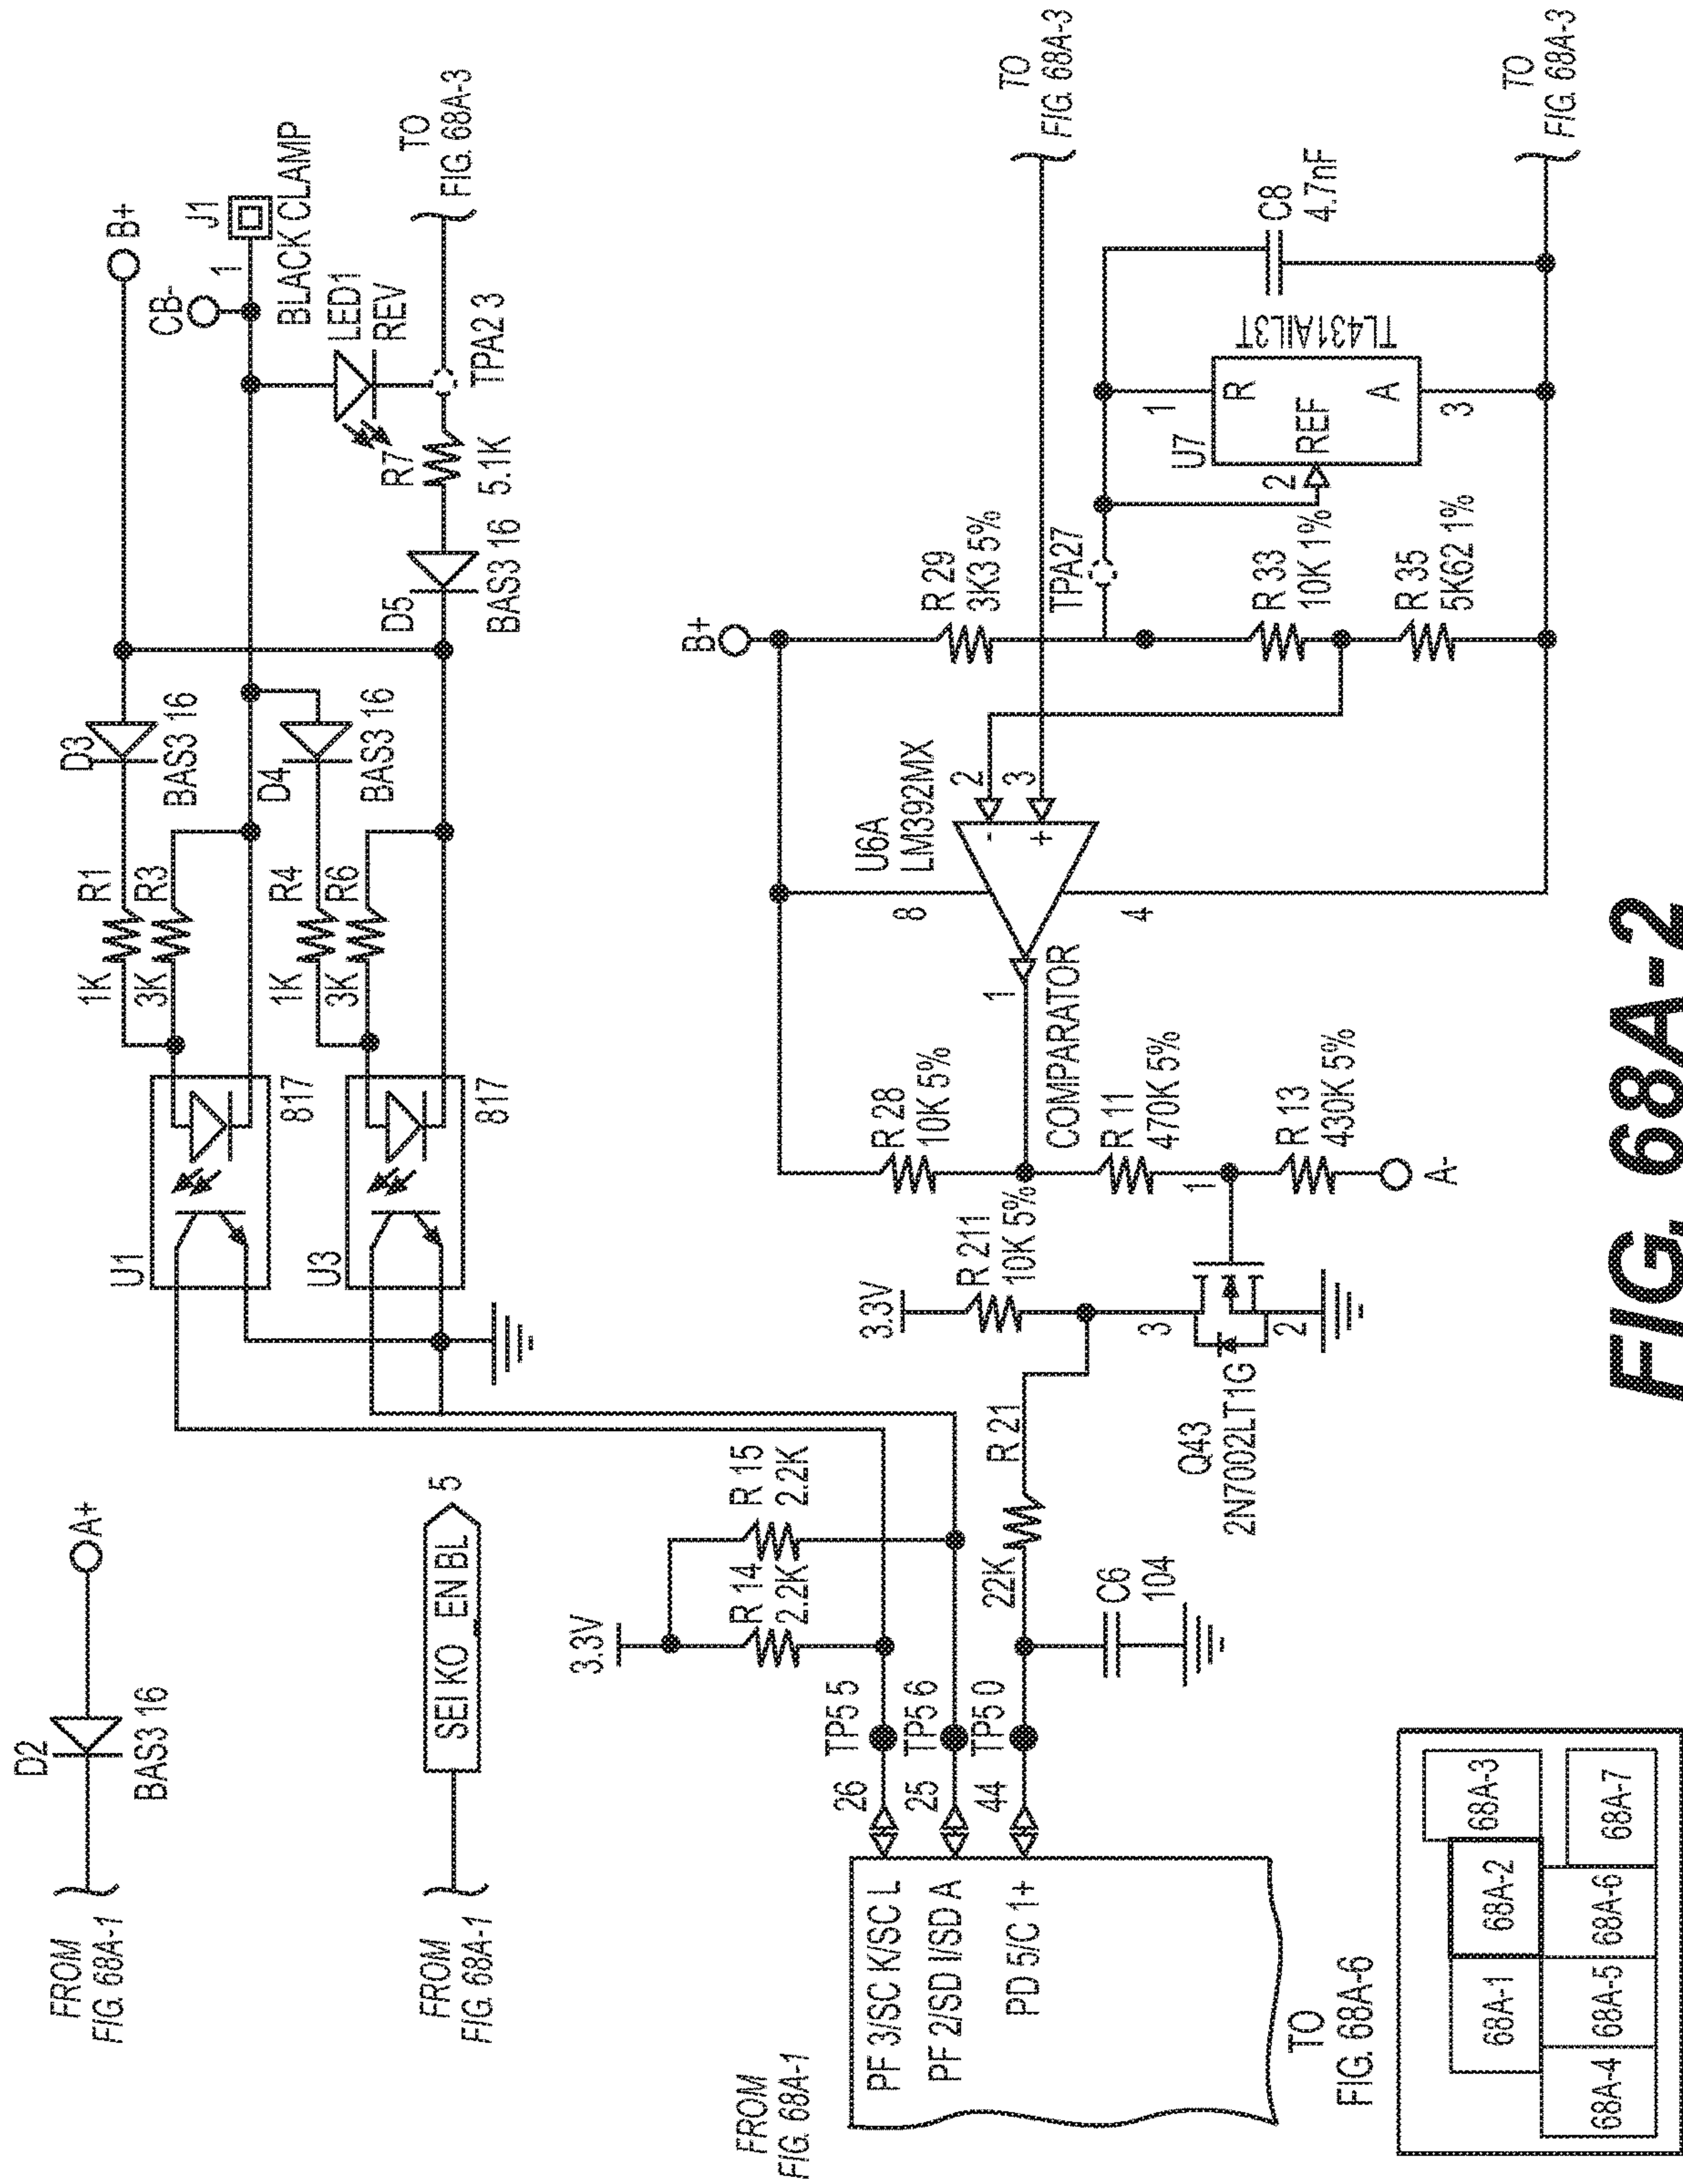 FROM
FIG. 68A-1
D2
BAS3 16
A+
FROM
FIG. 68A-1
SEI KO_ EN BL
5
U1
817
U3
817
1K
R1
3K
R3
1K
R4
3K
R6
D3
BAS3 16
D4
BAS3 16
D5
BAS3 16
R7
5.1K
B+
CB-
1
J1
BLACK CLAMP
LED1
REV
TPA2 3
TO
FIG. 68A-3
FROM
FIG. 68A-1
PF 3/SC K/SC L
PF 2/SD I/SD A
PD 5/C 1+
26
25
44
TP5 5
TP5 6
TP5 0
3.3V
R 14
2.2K
R 15
2.2K
22K
R 21
C6
104
3.3V
R 211
10K 5%
Q43
2N7002LT1G
3
2
1
R 28
10K 5%
COMPARATOR
R 11
470K 5%
R 13
430K 5%
A-
1
8
4
U6A
LM392MX
2
3
-
+
B+
R 29
3K3 5%
TPA27
R 33
10K 1%
R 35
5K62 1%
U7
1
2
3
R
REF
A
TL431AIL3T
C8
4.7nF
TO
FIG. 68A-3
TO
FIG. 68A-3
TO
FIG. 68A-6
68A-1
68A-2
68A-3
68A-4
68A-5
68A-6
68A-7
FIG. 68A-2